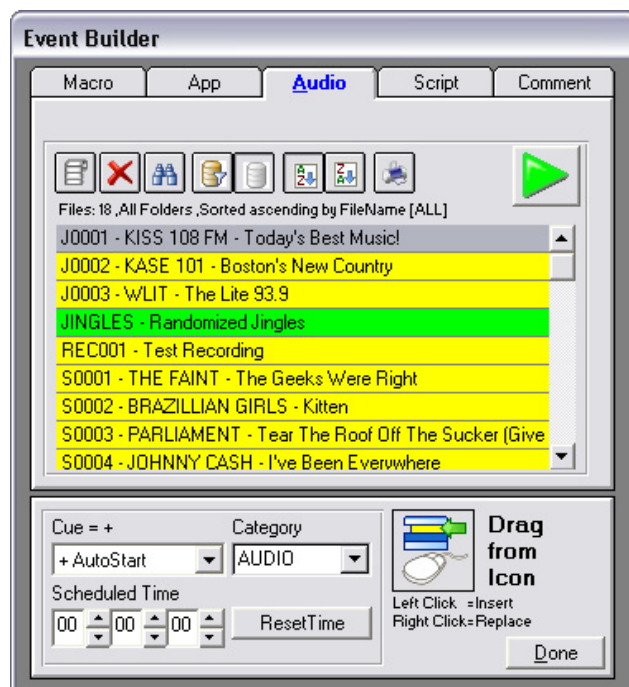 Event Builder
Macro App Audio Script Comment
Files: 18 ,All Folders ,Sorted ascending by FileName [ALL]
J0001 - KISS 108 FM - Today's Best Music!
J0002 - KASE 101 - Boston's New Country
J0003 - WLIT - The Lite 93.9
JINGLES - Randomized Jingles
REC001 - Test Recording
S0001 - THE FAINT - The Geeks Were Right
S0002 - BRAZILLIAN GIRLS - Kitten
S0003 - PARLIAMENT - Tear The Roof Off The Sucker (Give
S0004 - JOHNNY CASH - I've Been Everywhere
Cue = + Category
+ AutoStart AUDIO
Scheduled Time
00 00 00 ResetTime
Drag
from
Icon
Left Click =Insert
Right Click=Replace
Done